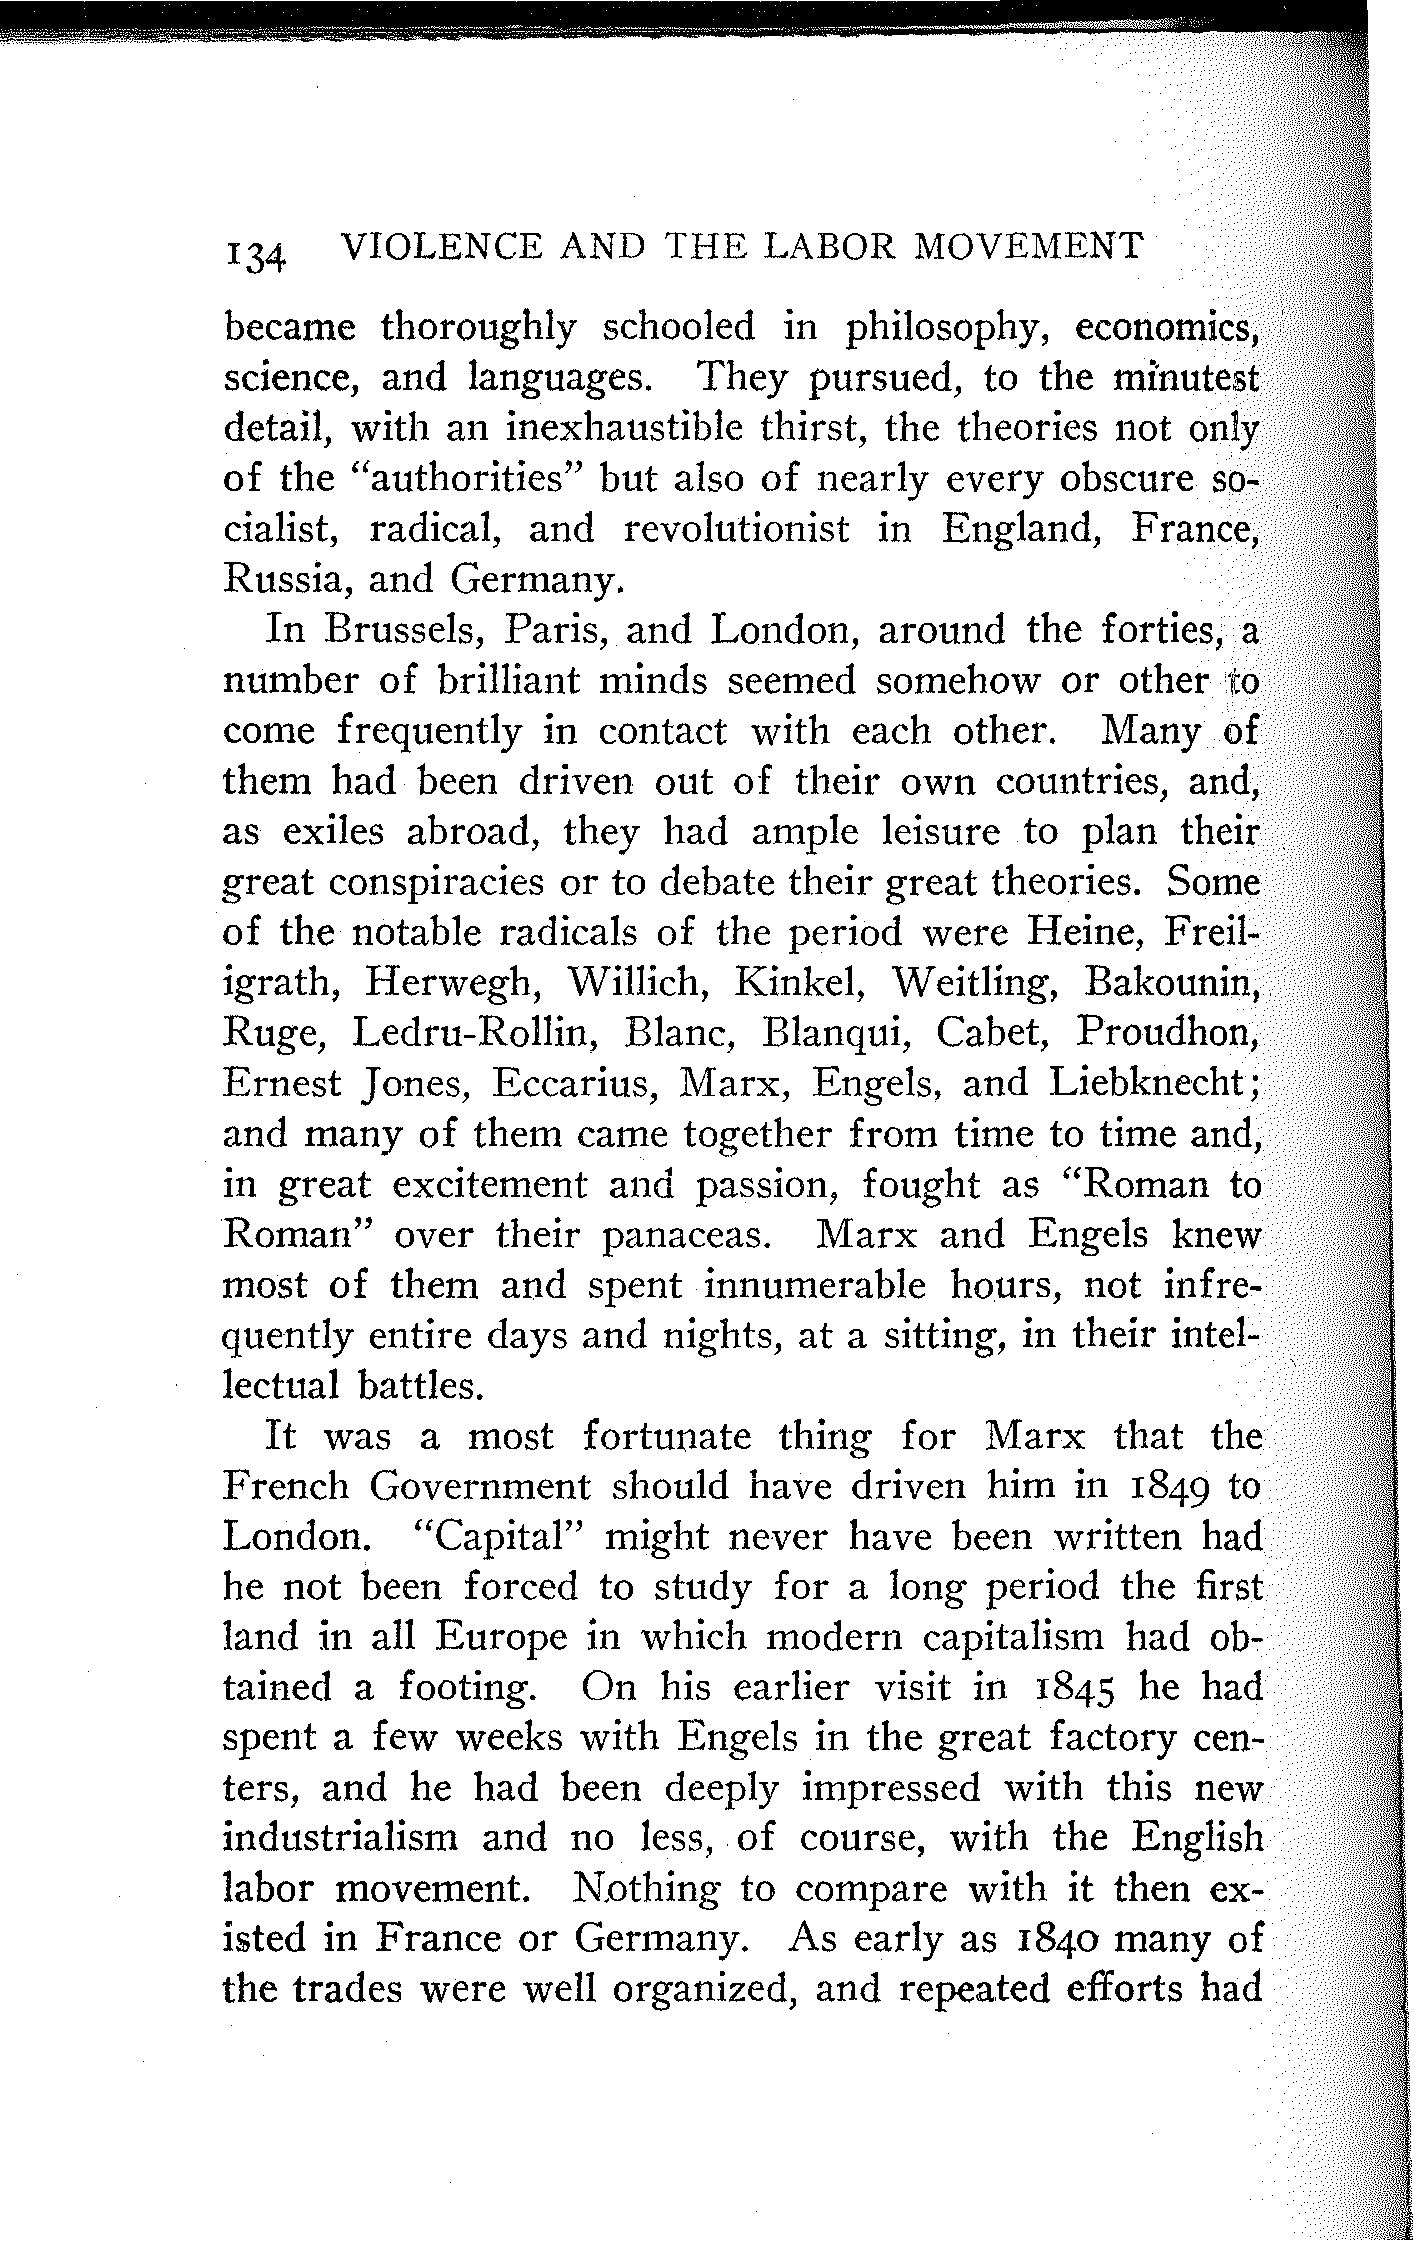 134 VIOLENCE AND THE LABOR MOVEMENT
became thoroughly schooled in philosophy, economics,
science, and languages. They pursued, to the minutest
detail, with an inexhaustible thirst, the theories not only
of the "authorities" but also of nearly every obscure so-
cialist, radical, and revolutionist in England, France,
Russia, and Germany.
In Brussels, Paris, and London, around the forties, a
number of brilliant minds seemed somehow or other to
come frequently in contact with each other. Many of
them had been driven out of their own countries, and,
as exiles abroad, they had ample leisure to plan their
great conspiracies or to debate their great theories. Some
of the notable radicals of the period were Heine, Freil-
igrath, Herwegh, Willich, Kinkel, Weitling, Bakounin,
Ruge, Ledru-Rollin, Blanc, Blanqui, Cabet, Proudhon,
Ernest Jones, Eccarius, Marx, Engels, and Liebknecht;
and many of them came together from time to time and,
in great excitement and passion, fought as "Roman to
Roman" over their panaceas. Marx and Engels knew
most of them and spent innumerable hours, not infre-
quently entire days and nights, at a sitting, in their intel-
lectual battles.
It was a most fortunate thing for Marx that the
French Government should have driven him in 1849 to
London. "Capital" might never have been written had
he not been forced to study for a long period the first
land in all Europe in which modern capitalism had ob-
tained a footing. On his earlier visit in 1845 he had
spent a few weeks with Engels in the great factory cen-
ters, and he had been deeply impressed with this new
industrialism and no less, of course, with the English
labor movement. Nothing to compare with it then ex-
isted in France or Germany. As early as 1840 many of
the trades were well organized, and repeated efforts had